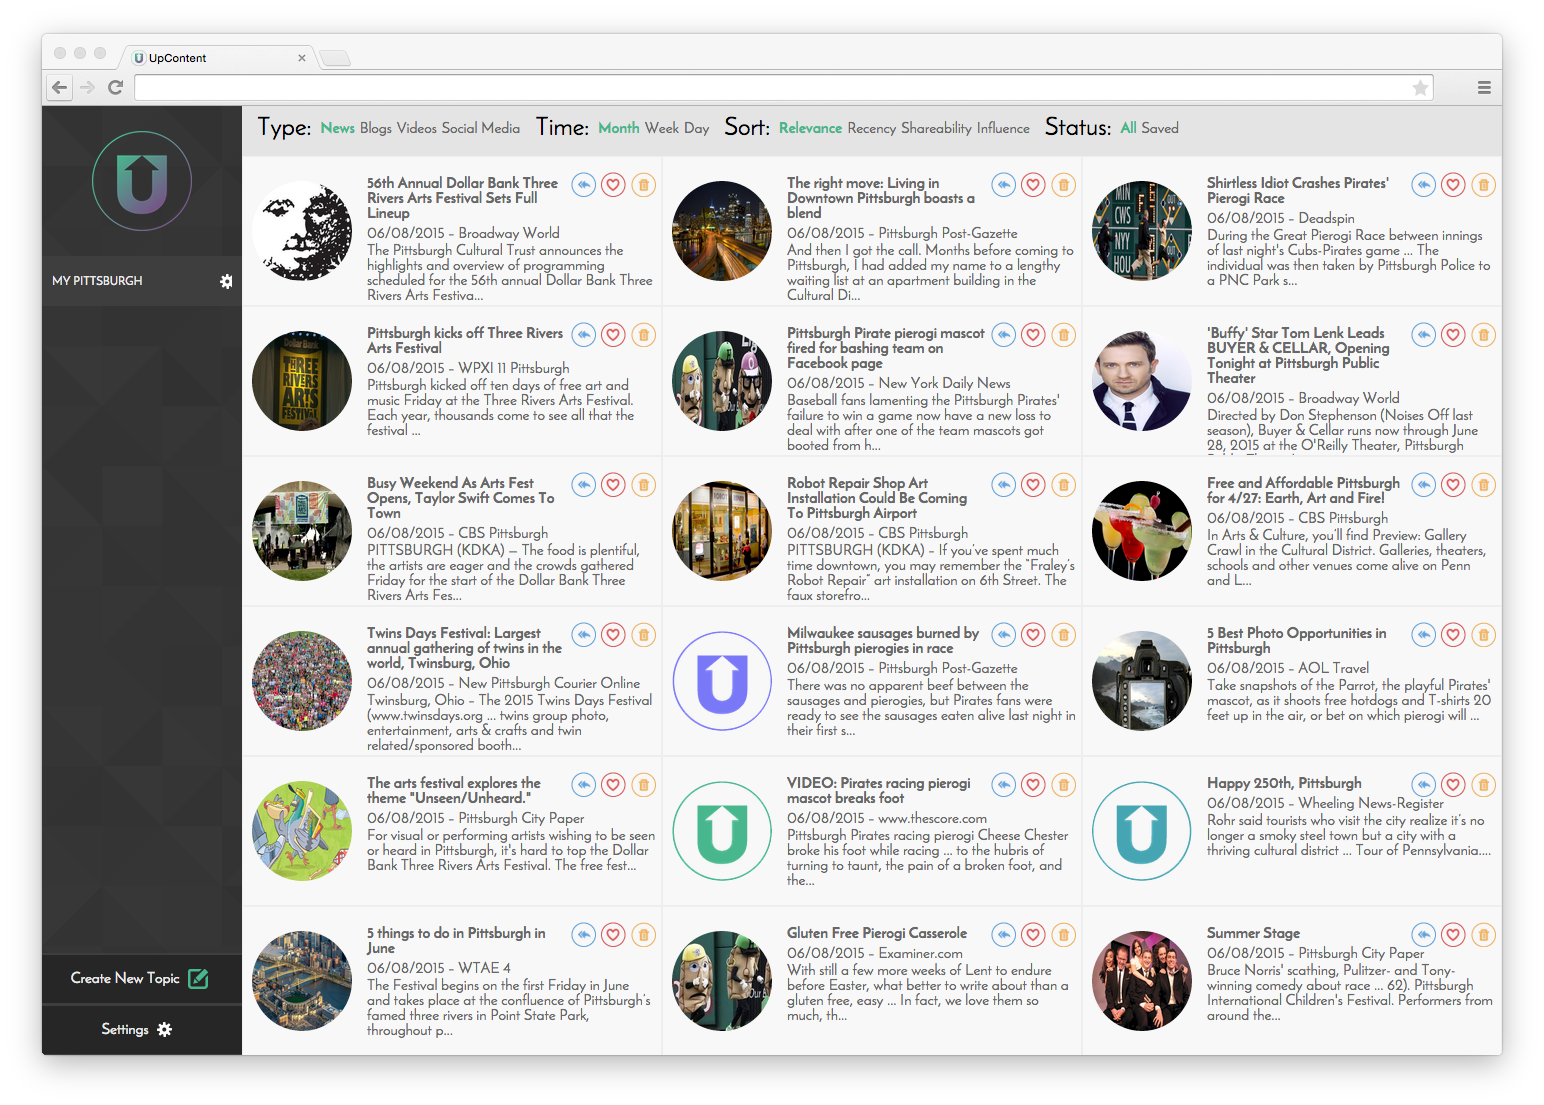 UpContent
Type: News Blogs Videos Social Media Time: Month Week Day Sort: Relevance Recency Shareability Influence Status: All Saved
MY PITTSBURGH
Create New Topic
Settings
56th Annual Dollar Bank Three
Rivers Arts Festival Sets Full
Lineup
06/08/2015 - Broadway World
The Pittsburgh Cultural Trust announces the
highlights and overview of programming
scheduled for the 56th annual Dollar Bank Three
Rivers Arts Festiva...
The right move: Living in
Downtown Pittsburgh boasts a
blend
06/08/2015 - Pittsburgh Post-Gazette
And then I got the call. Months before coming to
Pittsburgh, I had added my name to a lengthy
waiting list at an apartment building in the
Cultural Di...
Shirtless Idiot Crashes Pirates'
Pierogi Race
06/08/2015 - Deadspin
During the Great Pierogi Race between innings
of last night's Cubs-Pirates game ... The
individual was then taken by Pittsburgh Police to
a PNC Park s...
MIN
CWS
NYY
HOU
OUT
OUT
Pittsburgh kicks off Three Rivers
Arts Festival
06/08/2015 - WPXI 11 Pittsburgh
Pittsburgh kicked off ten days of free art and
music Friday at the Three Rivers Arts Festival.
Each year, thousands come to see all that the
festival ...
Dollar Bank
THREE
RIVERS
ARTS
FESTIVAL
Pittsburgh Pirate pierogi mascot
fired for bashing team on
Facebook page
06/08/2015 - New York Daily News
Baseball fans lamenting the Pittsburgh Pirates'
failure to win a game now have a new loss to
deal with after one of the team mascots got
booted from h...
'Buffy' Star Tom Lenk Leads
BUYER & CELLAR, Opening
Tonight at Pittsburgh Public
Theater
06/08/2015 - Broadway World
Directed by Don Stephenson (Noises Off last
season), Buyer & Cellar runs now through June
28, 2015 at the O'Reilly Theater, Pittsburgh
Busy Weekend As Arts Fest
Opens, Taylor Swift Comes To
Town
06/08/2015 - CBS Pittsburgh
PITTSBURGH (KDKA) — The food is plentiful,
the artists are eager and the crowds gathered
Friday for the start of the Dollar Bank Three
Rivers Arts Fes...
Robot Repair Shop Art
Installation Could Be Coming
To Pittsburgh Airport
06/08/2015 - CBS Pittsburgh
PITTSBURGH (KDKA) - If you've spent much
time downtown, you may remember the "Fraley's
Robot Repair" art installation on 6th Street. The
faux storefro...
Free and Affordable Pittsburgh
for 4/27: Earth, Art and Fire!
06/08/2015 - CBS Pittsburgh
In Arts & Culture, you'll find Preview: Gallery
Crawl in the Cultural District. Galleries, theaters,
schools and other venues come alive on Penn
and L...
Twins Days Festival: Largest
annual gathering of twins in the
world, Twinsburg, Ohio
06/08/2015 - New Pittsburgh Courier Online
Twinsburg, Ohio - The 2015 Twins Days Festival
(www.twinsdays.org ... twins group photo,
entertainment, arts & crafts and twin
related/sponsored booth...
Milwaukee sausages burned by
Pittsburgh pierogies in race
06/08/2015 - Pittsburgh Post-Gazette
There was no apparent beef between the
sausages and pierogies, but Pirates fans were
ready to see the sausages eaten alive last night in
their first s...
5 Best Photo Opportunities in
Pittsburgh
06/08/2015 - AOL Travel
Take snapshots of the Parrot, the playful Pirates'
mascot, as it shoots free hotdogs and T-shirts 20
feet up in the air, or bet on which pierogi will ...
The arts festival explores the
theme "Unseen/Unheard."
06/08/2015 - Pittsburgh City Paper
For visual or performing artists wishing to be seen
or heard in Pittsburgh, it's hard to top the Dollar
Bank Three Rivers Arts Festival. The free fest...
VIDEO: Pirates racing pierogi
mascot breaks foot
06/08/2015 - www.thescore.com
Pittsburgh Pirates racing pierogi Cheese Chester
broke his foot while racing ... to the hubris of
turning to taunt, the pain of a broken foot, and
the...
Happy 250th, Pittsburgh
06/08/2015 - Wheeling News-Register
Rohr said tourists who visit the city realize it's no
longer a smoky steel town but a city with a
thriving cultural district ... Tour of Pennsylvania....
5 things to do in Pittsburgh in
June
06/08/2015 - WTAE 4
The Festival begins on the first Friday in June
and takes place at the confluence of Pittsburgh's
famed three rivers in Point State Park,
throughout p...
Gluten Free Pierogi Casserole
06/08/2015 - Examiner.com
With still a few more weeks of Lent to endure
before Easter, what better to write about than a
gluten free, easy ... In fact, we love them so
much, th...
Summer Stage
06/08/2015 - Pittsburgh City Paper
Bruce Norris' scathing, Pulitzer- and Tony-
winning comedy about race ... 62). Pittsburgh
International Children's Festival. Performers from
around the...